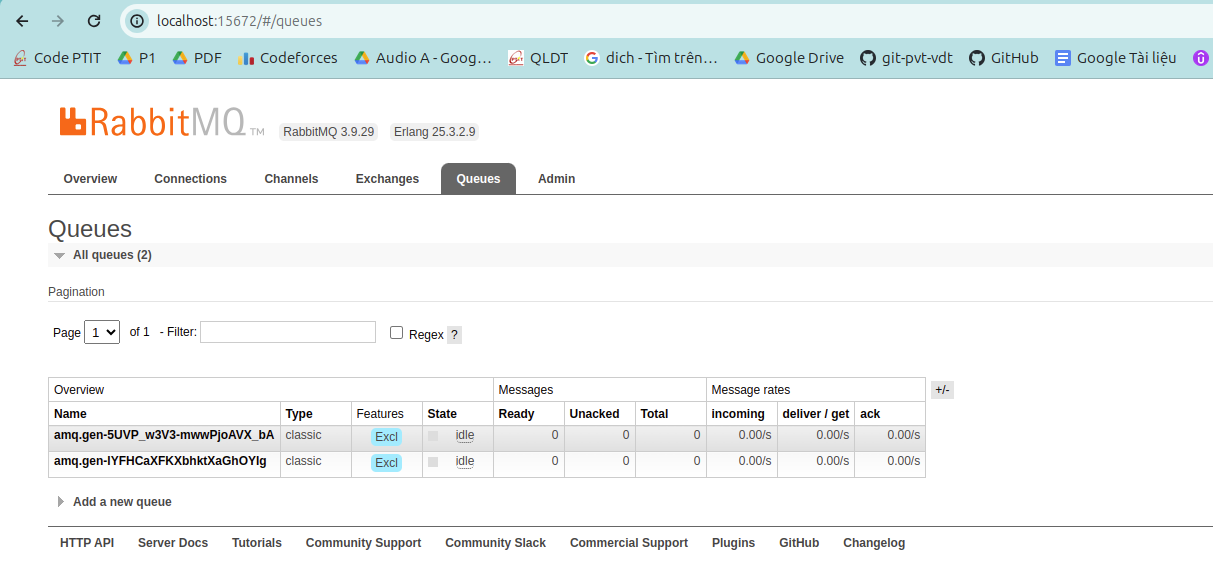 localhost:15672/#/queues
Code PTIT P1 PDF Codeforces Audio A - Goog... QLDT dich - Tìm trên... Google Drive git-pvt-vdt GitHub Google Tài liệu
RabbitMQ TM RabbitMQ 3.9.29 Erlang 25.3.2.9
Overview Connections Channels Exchanges Queues Admin
Queues
All queues (2)
Pagination
Page 1 of 1 - Filter: Regex ?
Overview Messages Message rates +/-
Name Type Features State Ready Unacked Total incoming deliver / get ack
amq.gen-5UVP_w3V3-mwwPjoAVX_bA classic Excl idle 0 0 0 0.00/s 0.00/s 0.00/s
amq.gen-IYFHCaXFKXbhktXaGhOYIg classic Excl idle 0 0 0 0.00/s 0.00/s 0.00/s
Add a new queue
HTTP API Server Docs Tutorials Community Support Community Slack Commercial Support Plugins GitHub Changelog